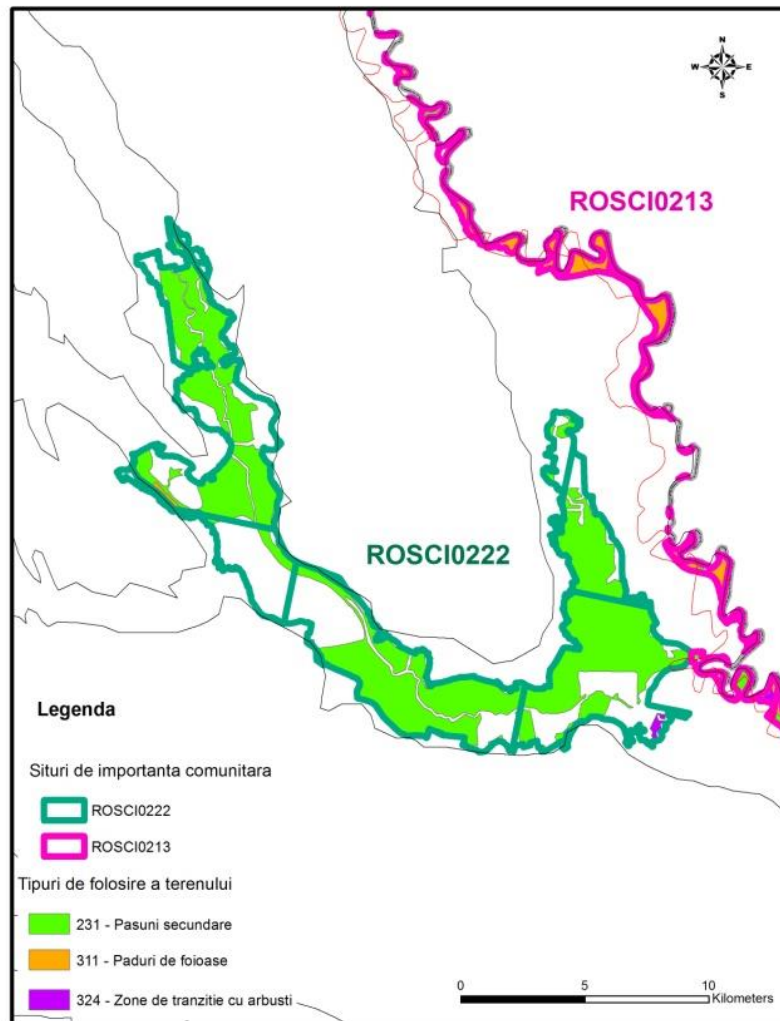 N
W E
S
ROSCI0213
ROSCI0222
Legenda
Situri de importanta comunitara
ROSCI0222
ROSCI0213
Tipuri de folosire a terenului
231 - Pasuni secundare
311 - Paduri de foioase
324 - Zone de tranzitie cu arbusti
0 5 10
Kilometers